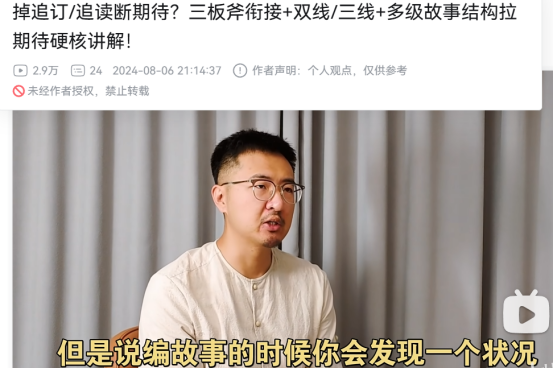 掉追订/追读断期待？三板斧衔接+双线/三线+多级故事结构拉
期待硬核讲解！
2.9万 24 2024-08-06 21:14:37 作者声明：个人观点，仅供参考
未经作者授权，禁止转载
但是说编故事的时候你会发现一个状况